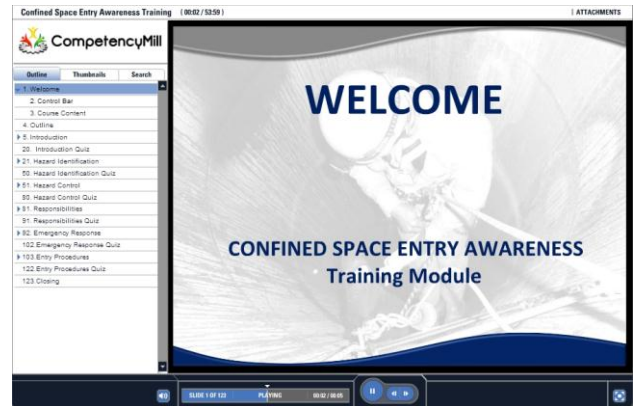 Confined Space Entry Awareness Training ( 00:02 / 53:59 ) | ATTACHMENTS
CompetencyMill
Outline Thumbnails Search
1. Welcome
2. Control Bar
3. Course Content
4. Outline
5. Introduction
20. Introduction Quiz
21. Hazard Identification
50. Hazard Identification Quiz
51. Hazard Control
80. Hazard Control Quiz
81. Responsibilities
91. Responsibilities Quiz
92. Emergency Response
102. Emergency Response Quiz
103. Entry Procedures
122. Entry Procedures Quiz
123. Closing
WELCOME
CONFINED SPACE ENTRY AWARENESS
Training Module
SLIDE 1 OF 123 PLAYING 00:02 / 00:05